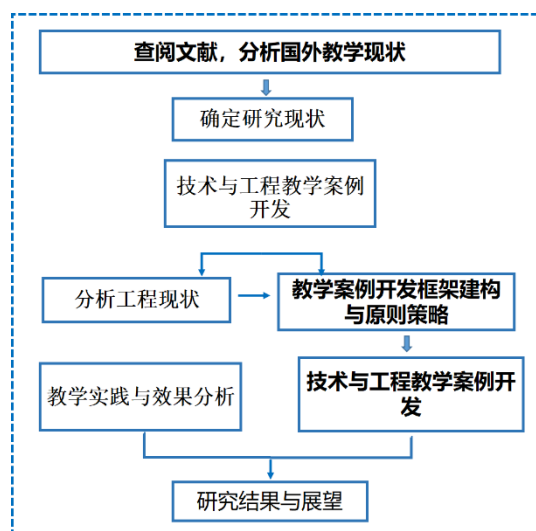 查阅文献，分析国外教学现状
确定研究现状
技术与工程教学案例
开发
分析工程现状
教学案例开发框架建构
与原则策略
教学实践与效果分析
技术与工程教学案例开
发
研究结果与展望